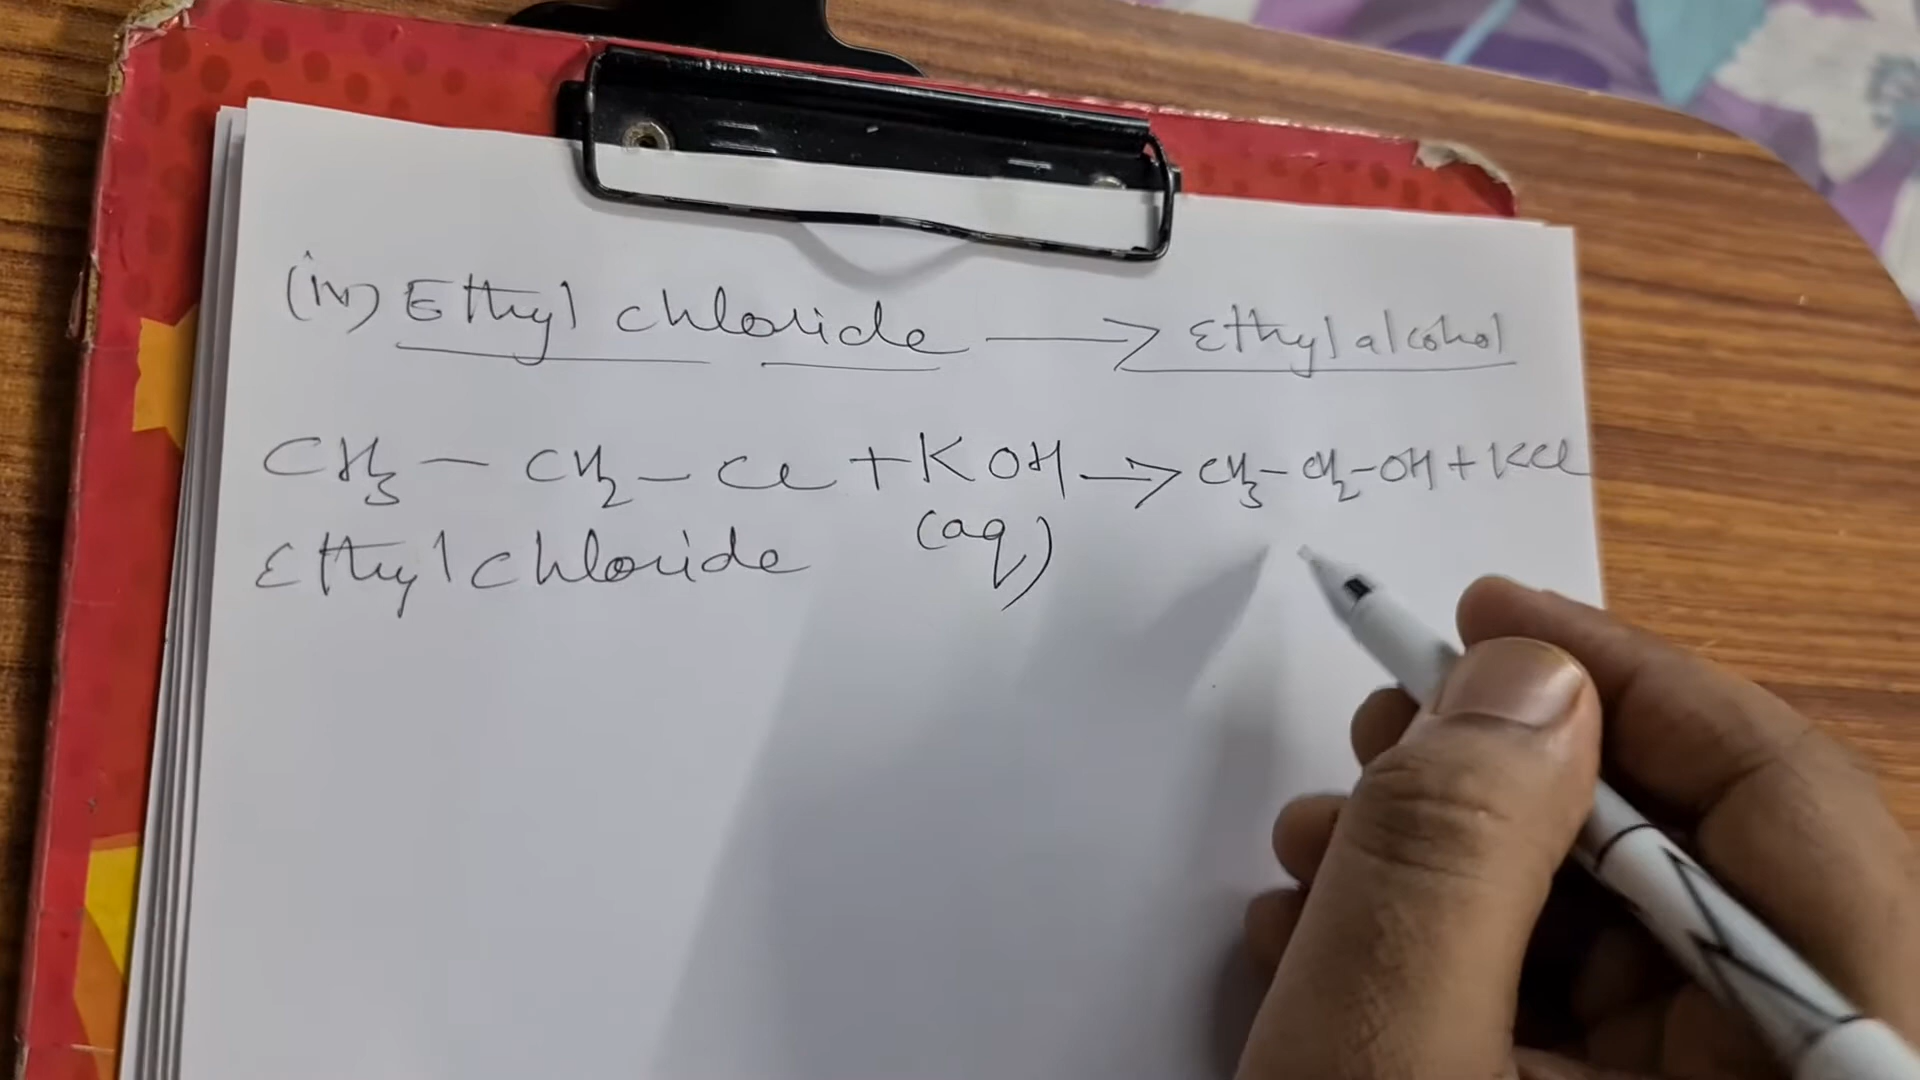 (iv) Ethyl chloride → Ethyl alcohol
CH₃ – CH₂ – Cl + KOH → CH₃ – CH₂ – OH + KCl
Ethyl chloride (aq)